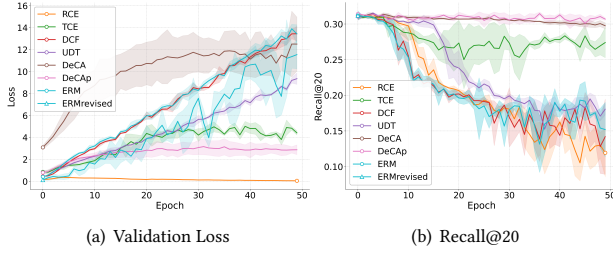 16
14
12
10
8
6
4
2
0
Loss
RCE
TCE
DCF
UDT
DeCA
DeCAp
ERM
ERMrevised
0 10 20 30 40 50
Epoch
(a) Validation Loss
0.30
0.25
0.20
0.15
0.10
Recall@20
RCE
TCE
DCF
UDT
DeCA
DeCAp
ERM
ERMrevised
0 10 20 30 40 50
Epoch
(b) Recall@20